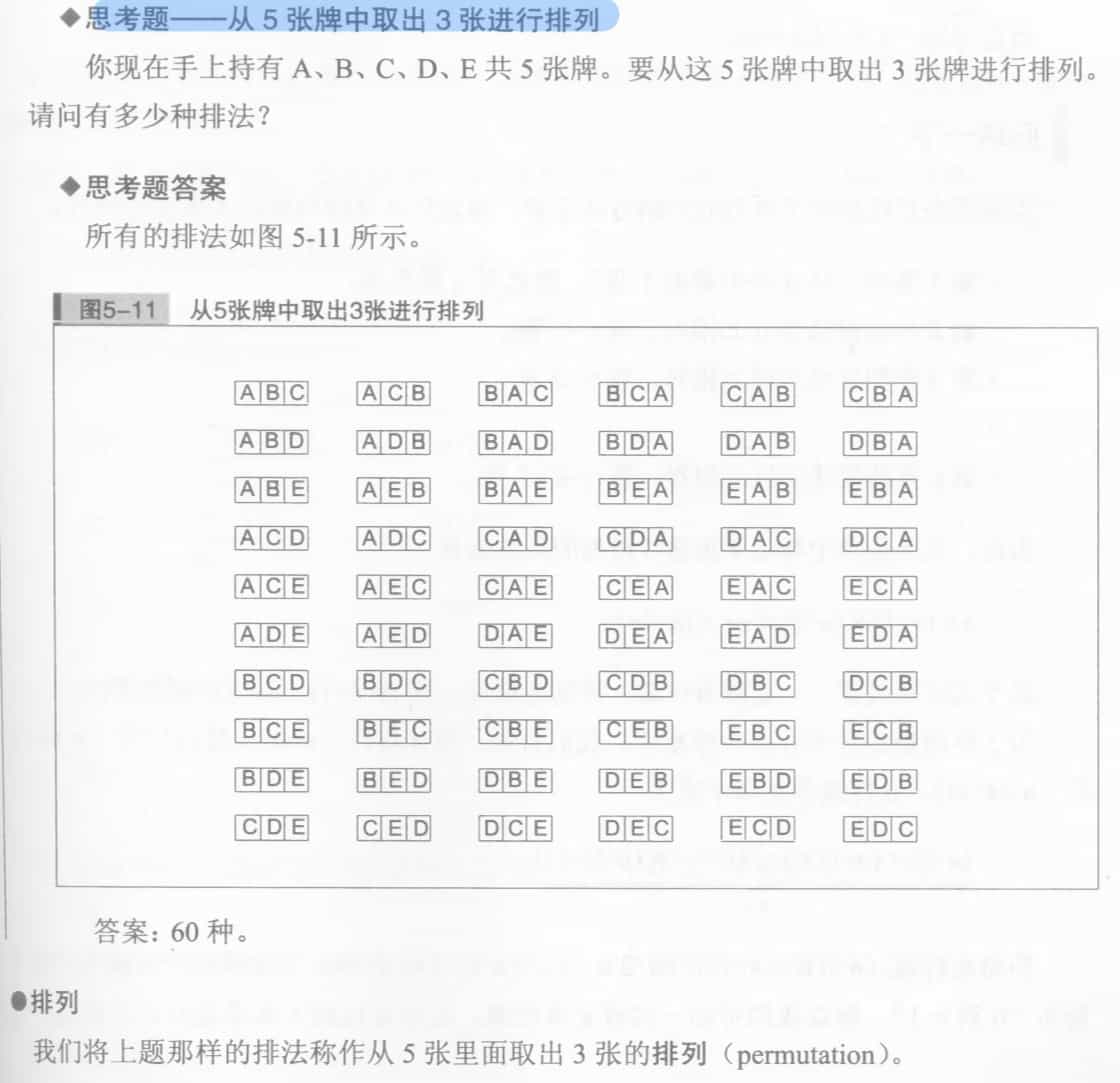 ◆思考题——从 5 张牌中取出 3 张进行排列
你现在手上持有 A、B、C、D、E 共 5 张牌。要从这 5 张牌中取出 3 张牌进行排列。
请问有多少种排法？
◆思考题答案
所有的排法如图 5-11 所示。
图5-11 从5张牌中取出3张进行排列
ABC ACB BAC BCA CAB CBA
ABD ADB BAD BDA DAB DBA
ABE AEB BAE BEA EAB EBA
ACD ADC CAD CDA DAC DCA
ACE AEC CAE CEA EAC ECA
ADE AED DAE DEA EAD EDA
BCD BDC CBD CDB DBC DCB
BCE BEC CBE CEB EBC ECB
BDE BED DBE DEB EBD EDB
CDE CED DCE DEC ECD EDC
答案：60 种。
●排列
我们将上题那样的排法称作从 5 张里面取出 3 张的排列（permutation）。